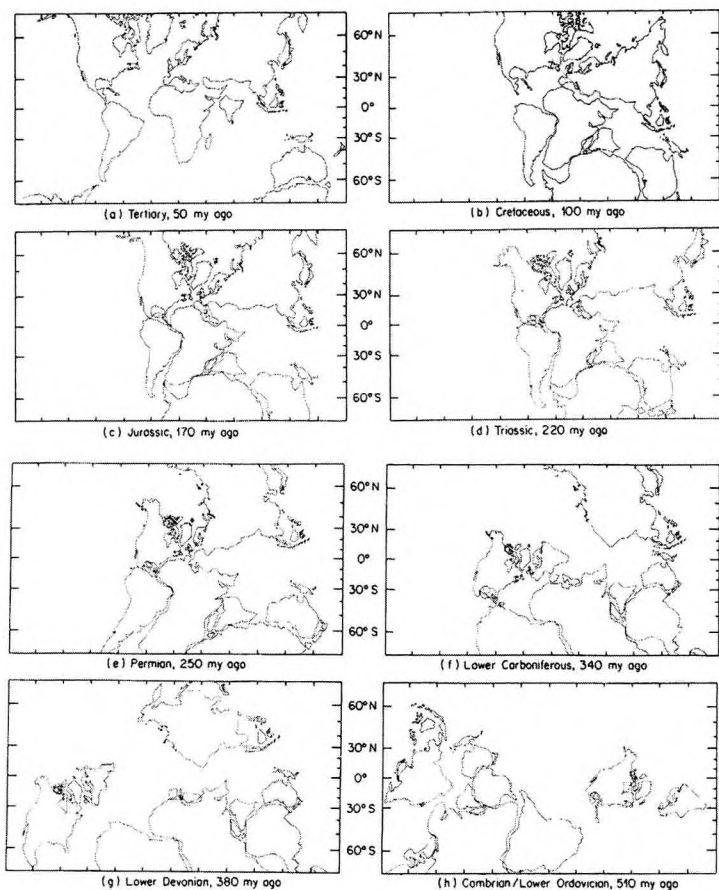 60°N
30°N
0°
30°S
60°S
(a) Tertiary, 50 my ago
(b) Cretaceous, 100 my ago
60°N
30°N
0°
30°S
60°S
(c) Jurassic, 170 my ago
(d) Triassic, 220 my ago
60°N
30°N
0°
30°S
60°S
(e) Permian, 250 my ago
(f) Lower Carboniferous, 340 my ago
60°N
30°N
0°
30°S
60°S
(g) Lower Devonian, 380 my ago
(h) Cambrian/Lower Ordovician, 510 my ago